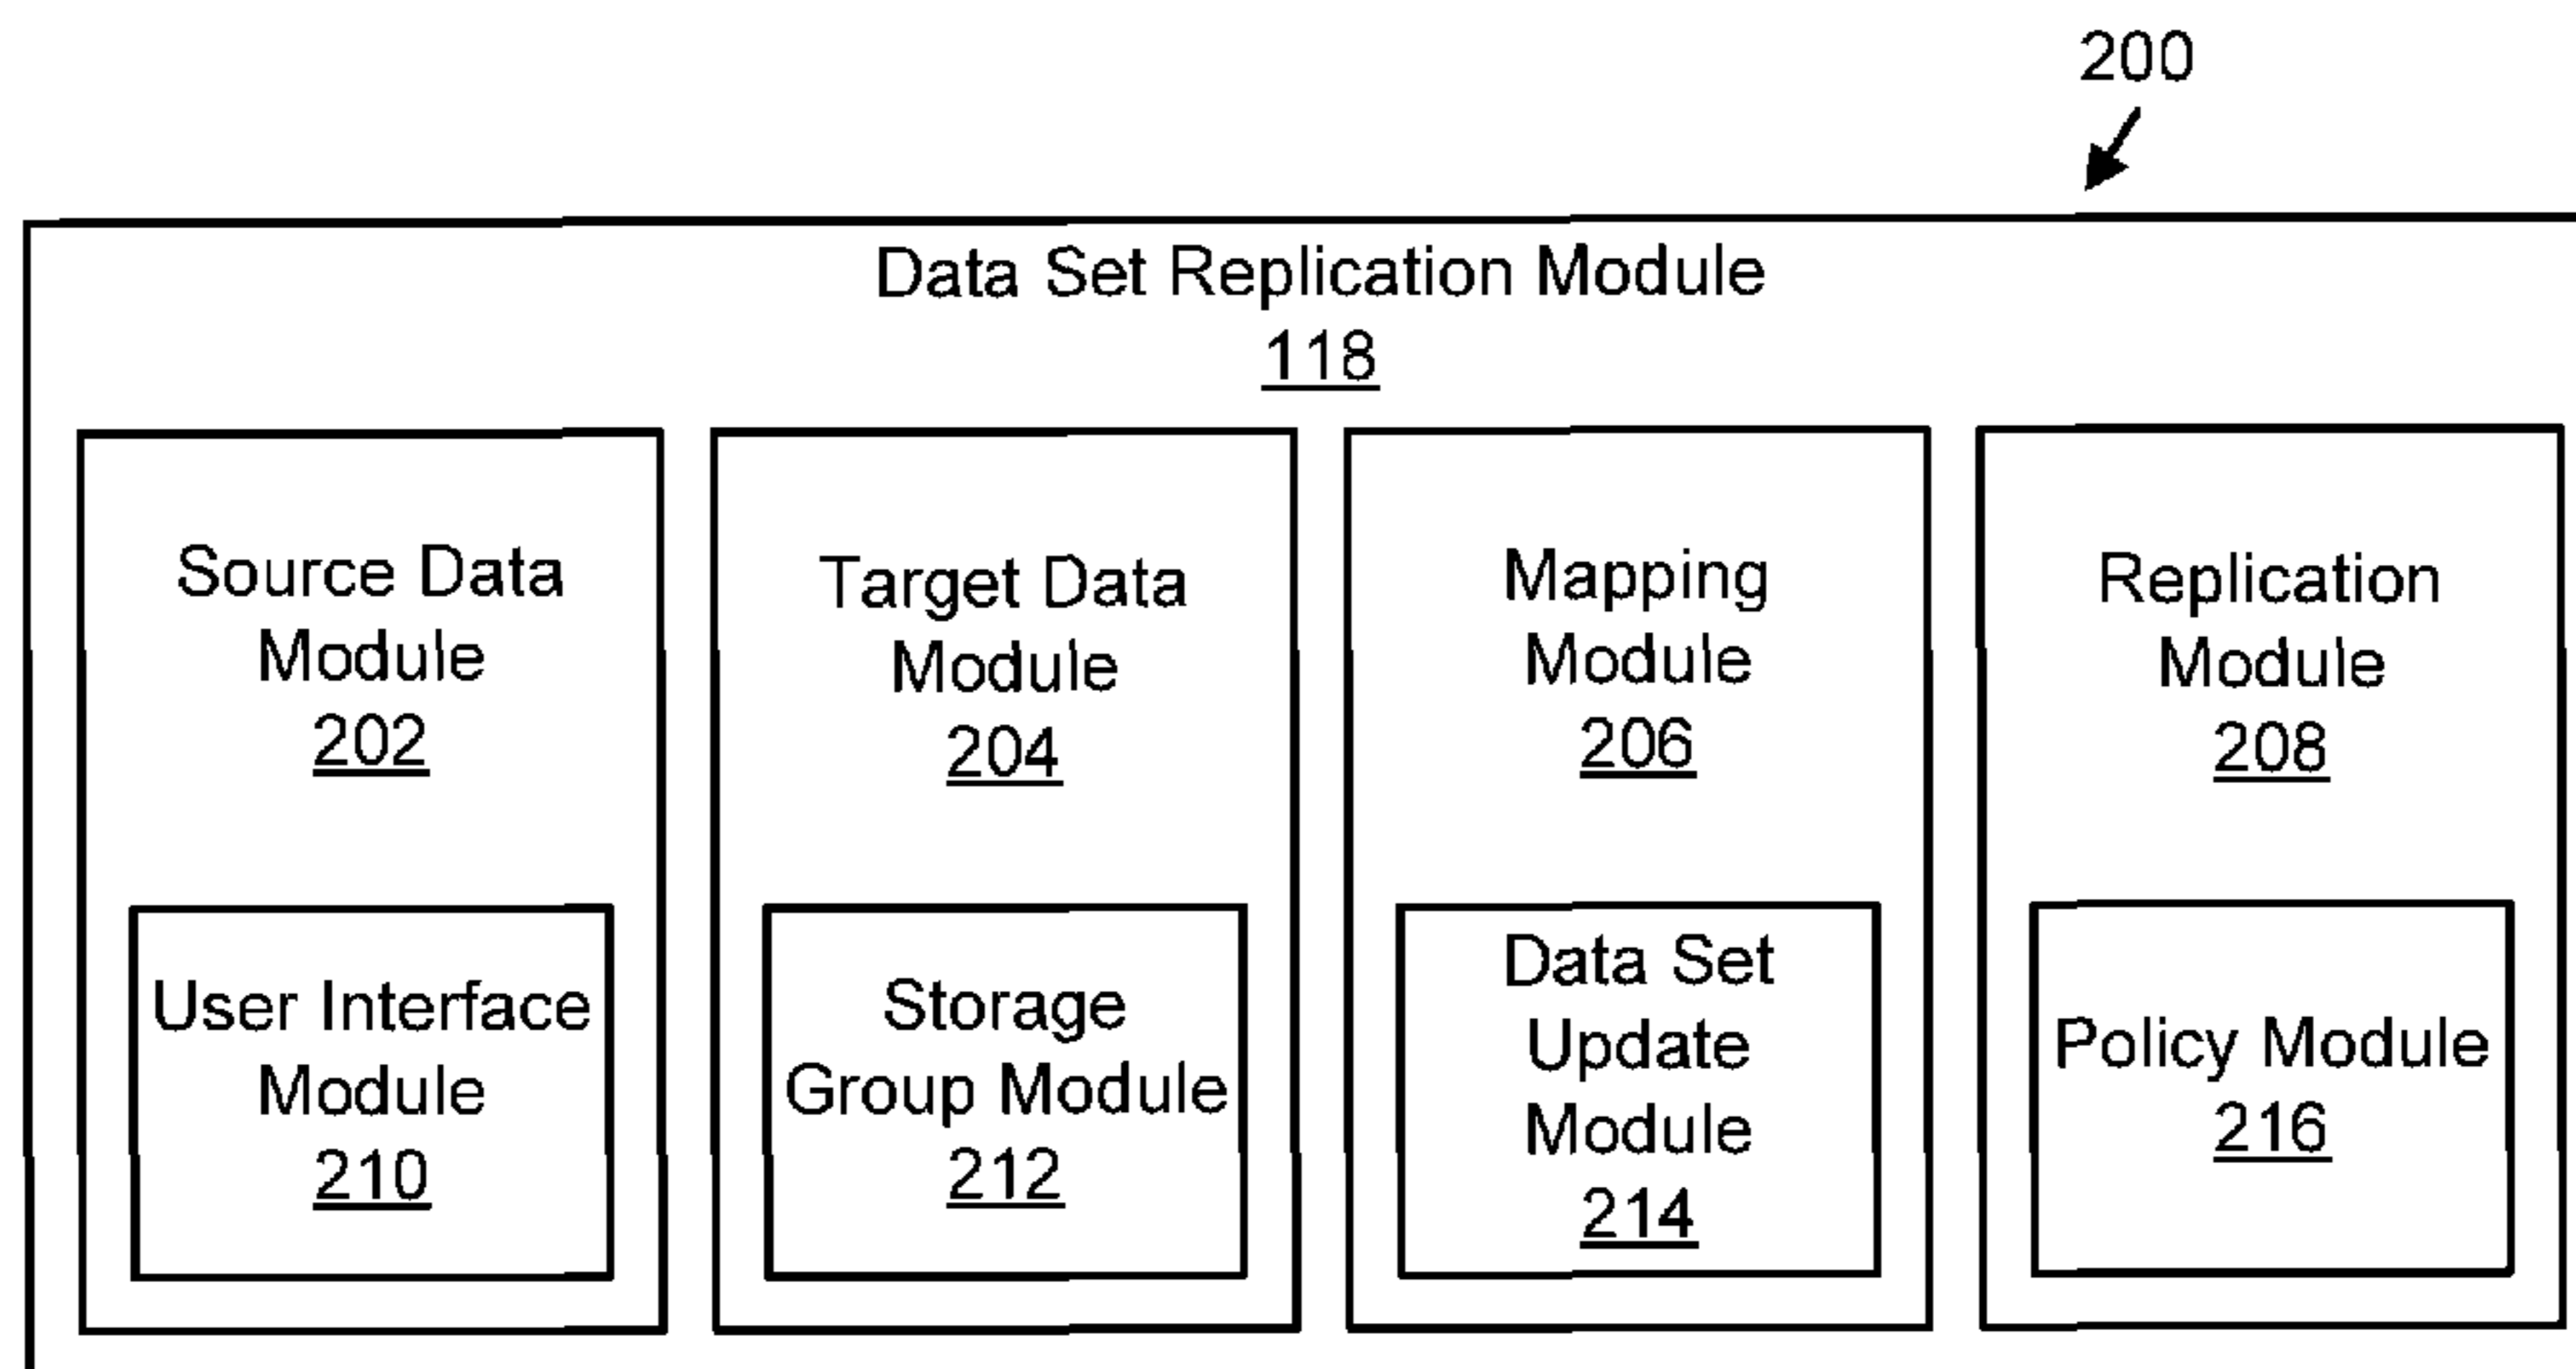 200
Data Set Replication Module
118
Source Data
Module
202
User Interface
Module
210
Target Data
Module
204
Storage
Group Module
212
Mapping
Module
206
Data Set
Update
Module
214
Replication
Module
208
Policy Module
216